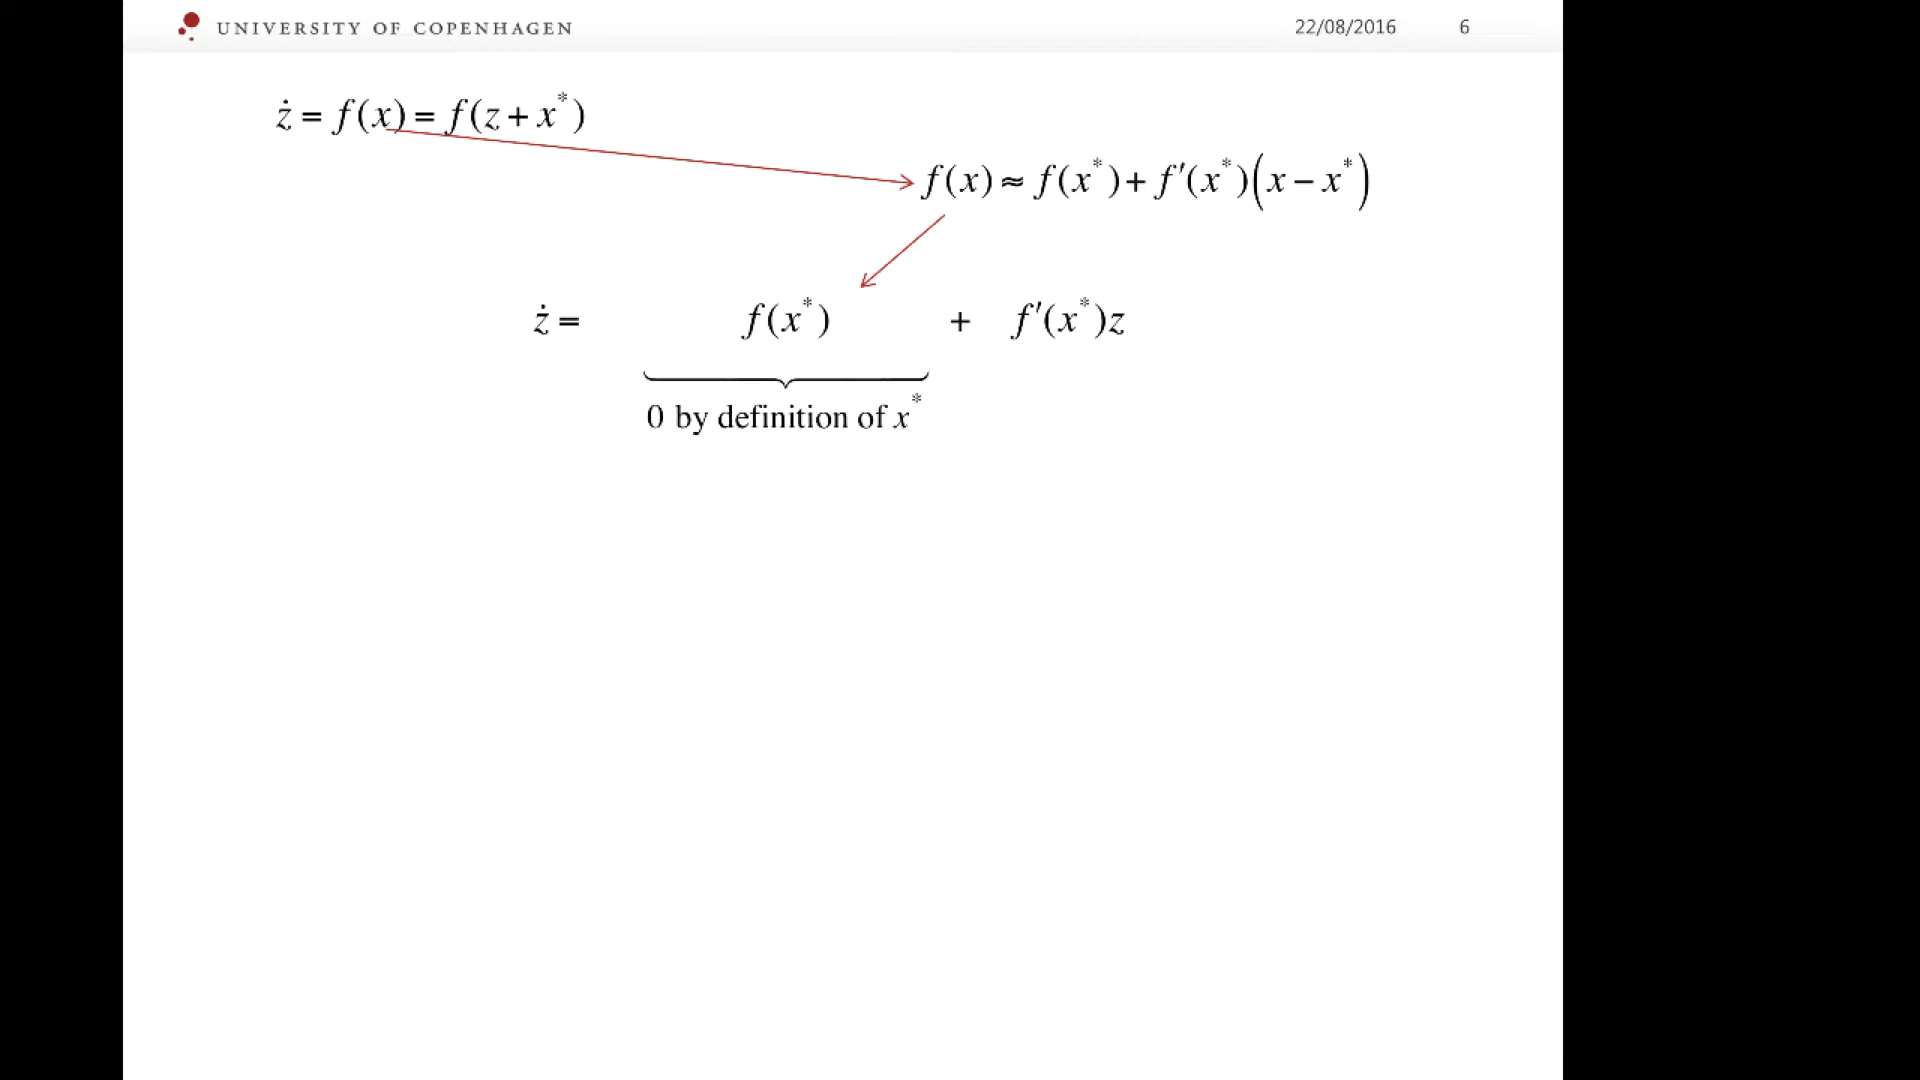 UNIVERSITY OF COPENHAGEN 22/08/2016 6
ż = f(x) = f(z + x*)
f(x) ≈ f(x*) + f′(x*)(x − x*)
ż = f(x*) + f′(x*)z
0 by definition of x*